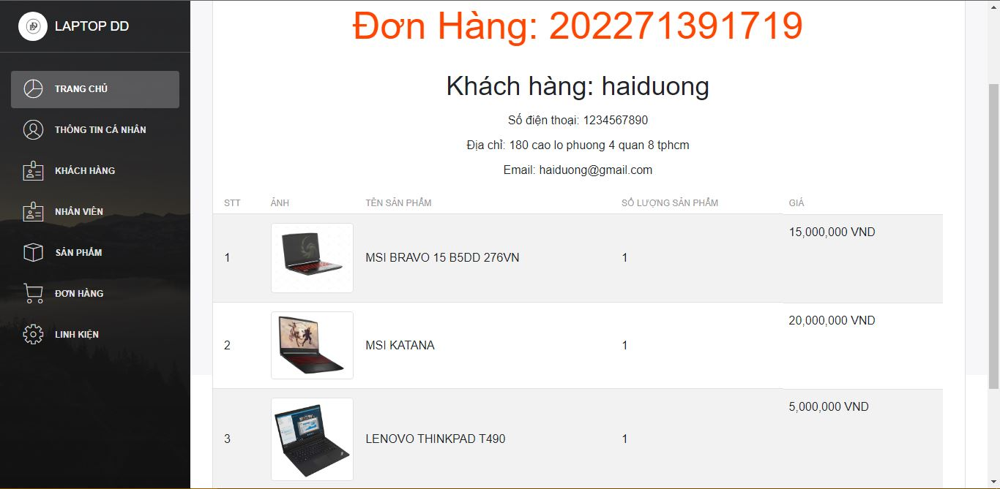 LAPTOP DD
TRANG CHỦ
THÔNG TIN CÁ NHÂN
KHÁCH HÀNG
NHÂN VIÊN
SẢN PHẨM
ĐƠN HÀNG
LINH KIỆN
Đơn Hàng: 202271391719
Khách hàng: haiduong
Số điện thoại: 1234567890
Địa chỉ: 180 cao lo phuong 4 quan 8 tphcm
Email: haiduong@gmail.com
STT ẢNH TÊN SẢN PHẨM SỐ LƯỢNG SẢN PHẨM GIÁ
1 MSI BRAVO 15 B5DD 276VN 1 15,000,000 VND
2 MSI KATANA 1 20,000,000 VND
3 LENOVO THINKPAD T490 1 5,000,000 VND